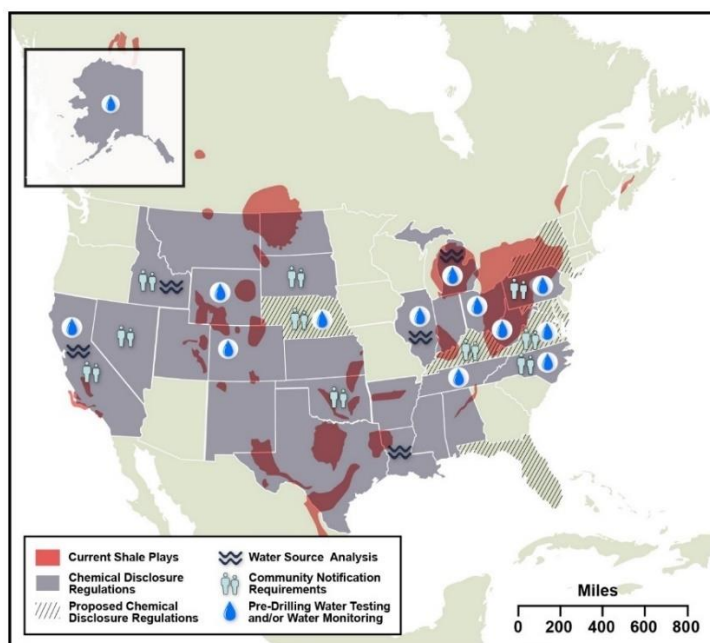 Current Shale Plays
Chemical Disclosure
Regulations
Proposed Chemical
Disclosure Regulations
Water Source Analysis
Community Notification
Requirements
Pre-Drilling Water Testing
and/or Water Monitoring
Miles
0 200 400 600 800